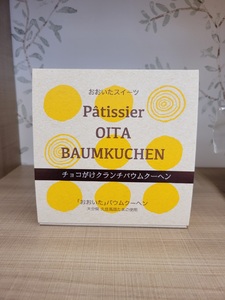 おおいたスイーツ
Pâtissier
OITA
BAUMKUCHEN
チョコがけクランチバウムクーヘン
「おおいた」バウムクーヘン